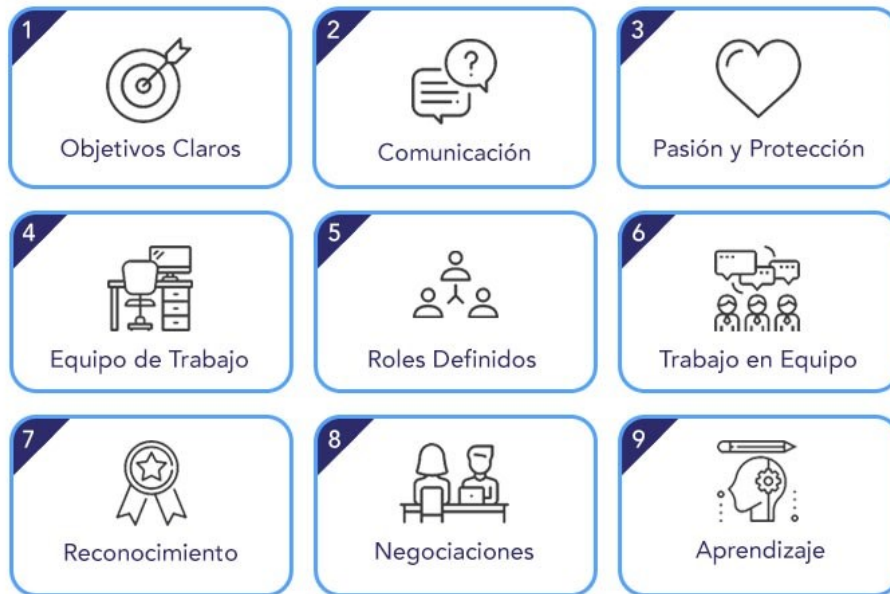 1
Objetivos Claros
2
Comunicación
3
Pasión y Protección
4
Equipo de Trabajo
5
Roles Definidos
6
Trabajo en Equipo
7
Reconocimiento
8
Negociaciones
9
Aprendizaje